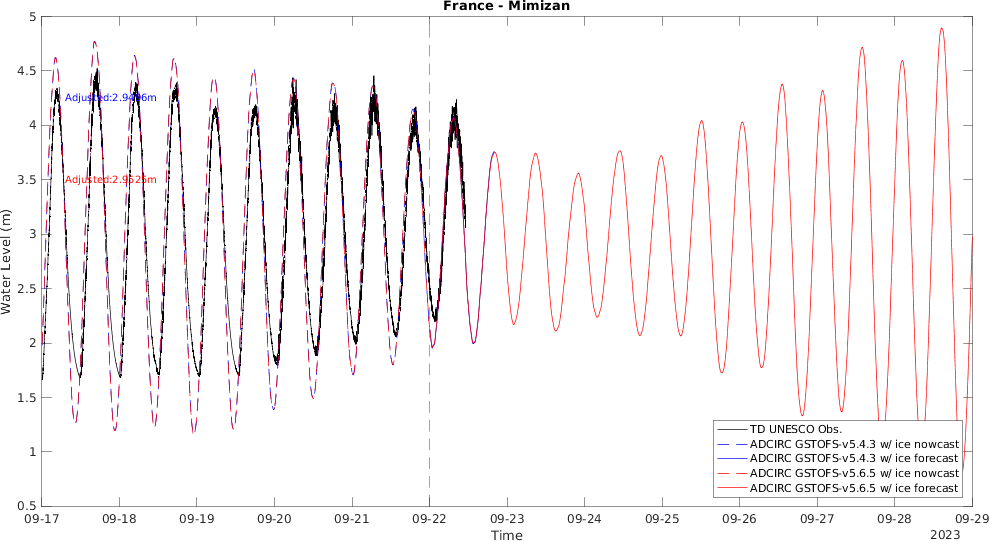 France - Mimizan
Water Level (m)
5
4.5
4
3.5
3
2.5
2
1.5
1
0.5
Adjusted:2.9496m
Adjusted:2.9525m
TD UNESCO Obs.
ADCIRC GSTOFS-v5.4.3 w/ ice nowcast
ADCIRC GSTOFS-v5.4.3 w/ ice forecast
ADCIRC GSTOFS-v5.6.5 w/ ice nowcast
ADCIRC GSTOFS-v5.6.5 w/ ice forecast
09-17 09-18 09-19 09-20 09-21 09-22 09-23 09-24 09-25 09-26 09-27 09-28 09-29
Time
2023